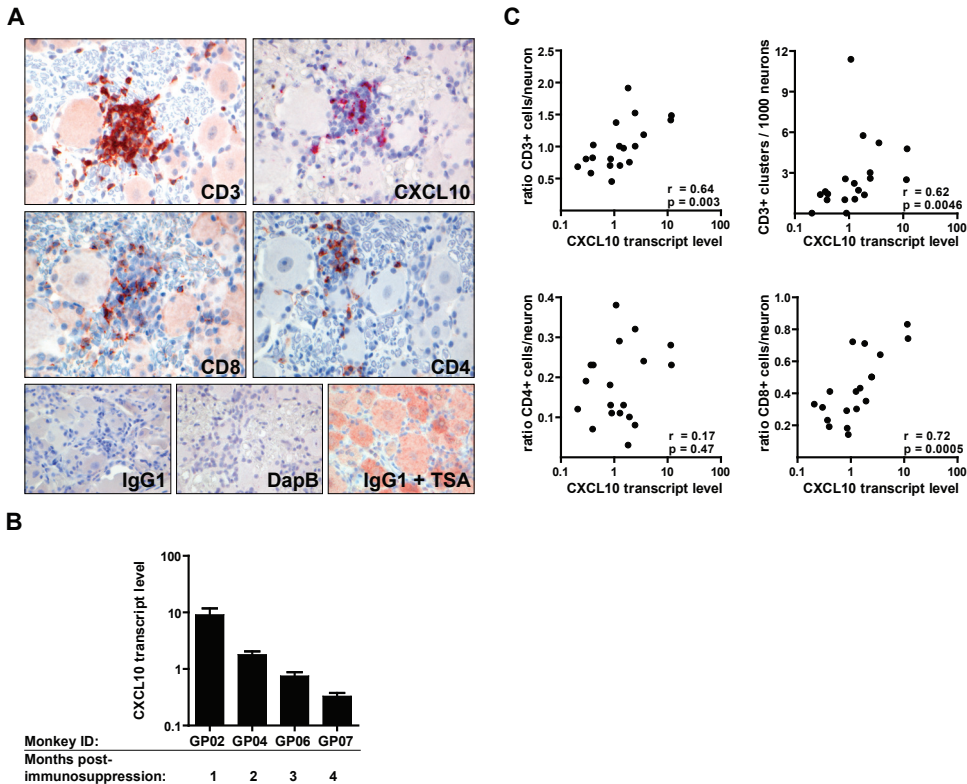 A
CD3
CXCL10
CD8
CD4
IgG1
DapB
IgG1 + TSA
B
CXCL10 transcript level
100
10
1
0.1
Monkey ID: GP02 GP04 GP06 GP07
Months post-
immunosuppression: 1 2 3 4
C
ratio CD3+ cells/neuron
2.5
2.0
1.5
1.0
0.5
r = 0.64
p = 0.003
0.1 1 10 100
CXCL10 transcript level
CD3+ clusters / 1000 neurons
12
9
6
3
r = 0.62
p = 0.0046
0.1 1 10 100
CXCL10 transcript level
ratio CD4+ cells/neuron
0.4
0.3
0.2
0.1
r = 0.17
p = 0.47
0.1 1 10 100
CXCL10 transcript level
ratio CD8+ cells/neuron
1.0
0.8
0.6
0.4
0.2
r = 0.72
p = 0.0005
0.1 1 10 100
CXCL10 transcript level